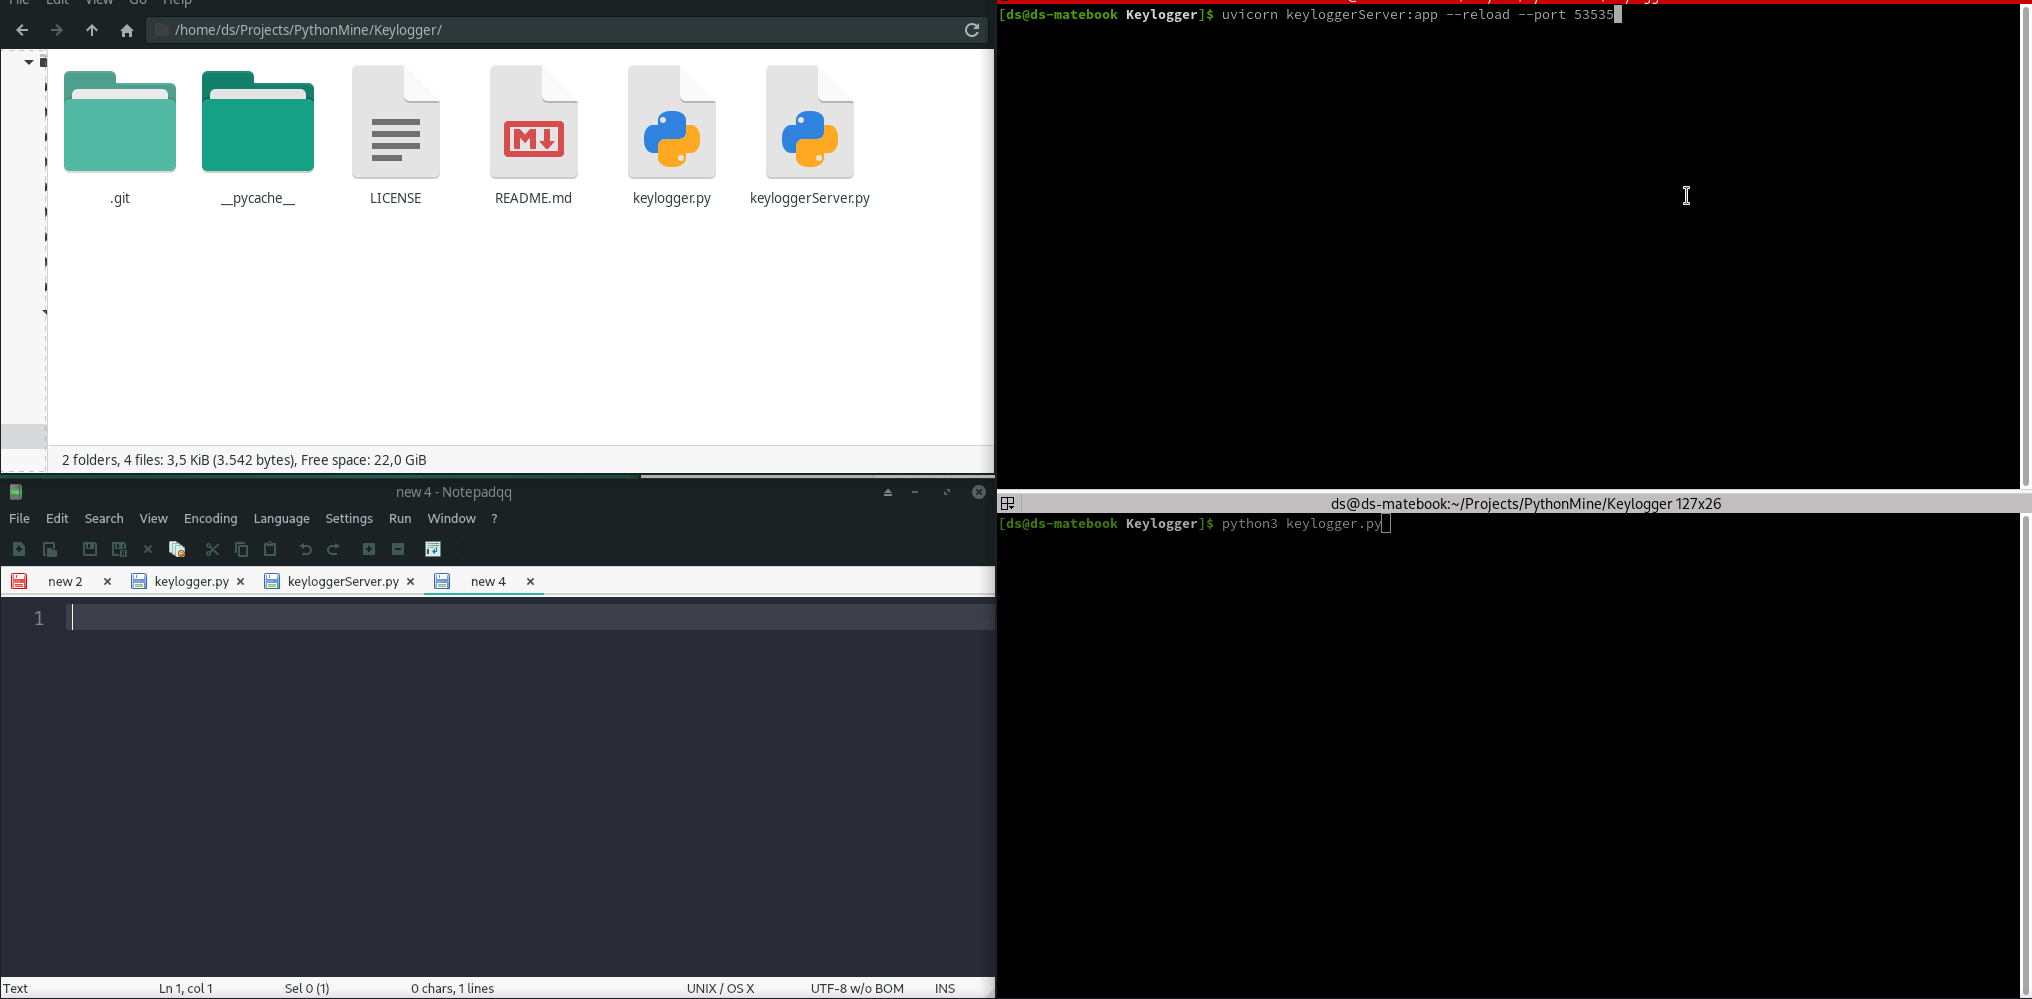 File Edit View Go Help
/home/ds/Projects/PythonMine/Keylogger/
.git
__pycache__
LICENSE
README.md
keylogger.py
keyloggerServer.py
2 folders, 4 files: 3,5 KiB (3.542 bytes), Free space: 22,0 GiB
new 4 - Notepadqq
File Edit Search View Encoding Language Settings Run Window ?
new 2
keylogger.py
keyloggerServer.py
new 4
1
Text
Ln 1, col 1
Sel 0 (1)
0 chars, 1 lines
UNIX / OS X
UTF-8 w/o BOM
INS
[ds@ds-matebook Keylogger]$ uvicorn keyloggerServer:app --reload --port 53535
ds@ds-matebook:~/Projects/PythonMine/Keylogger 127x26
[ds@ds-matebook Keylogger]$ python3 keylogger.py